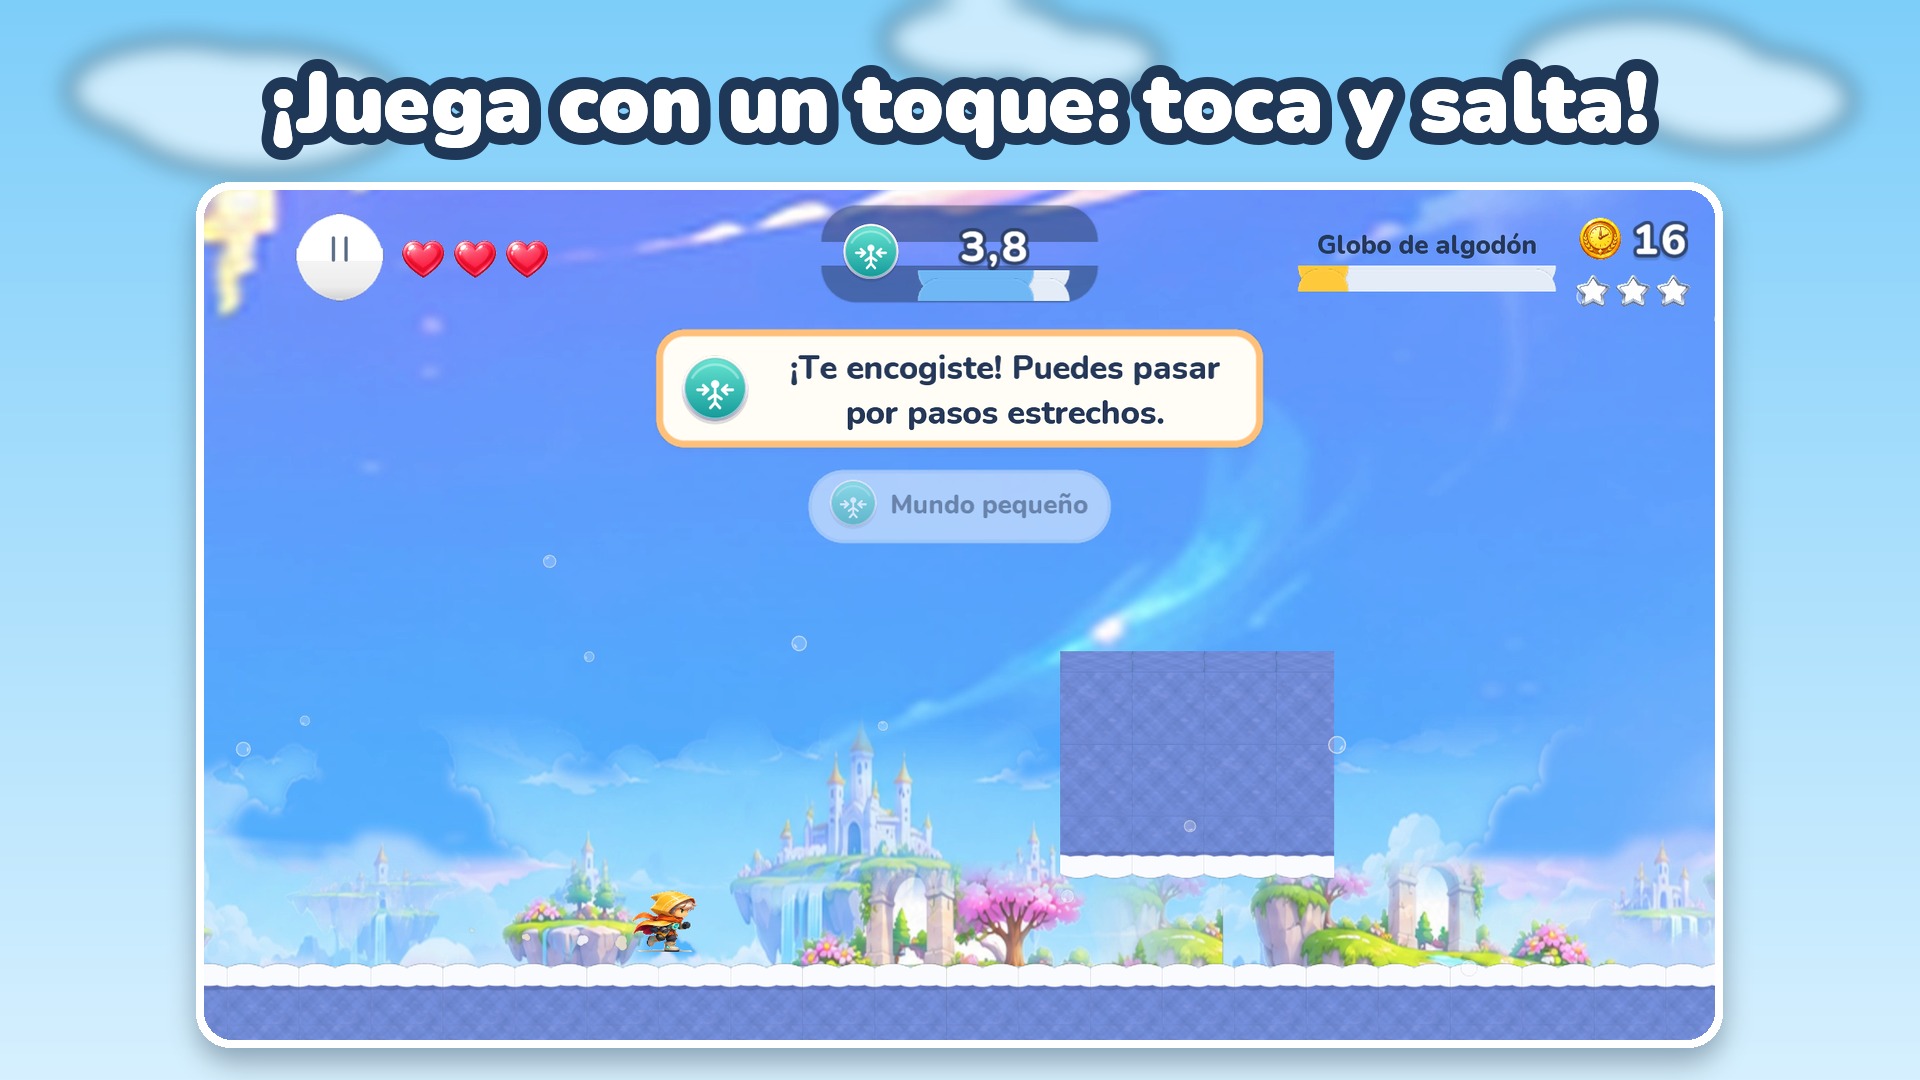 ¡Juega con un toque: toca y salta!
3,8
Globo de algodón
16
¡Te encogiste! Puedes pasar
por pasos estrechos.
Mundo pequeño